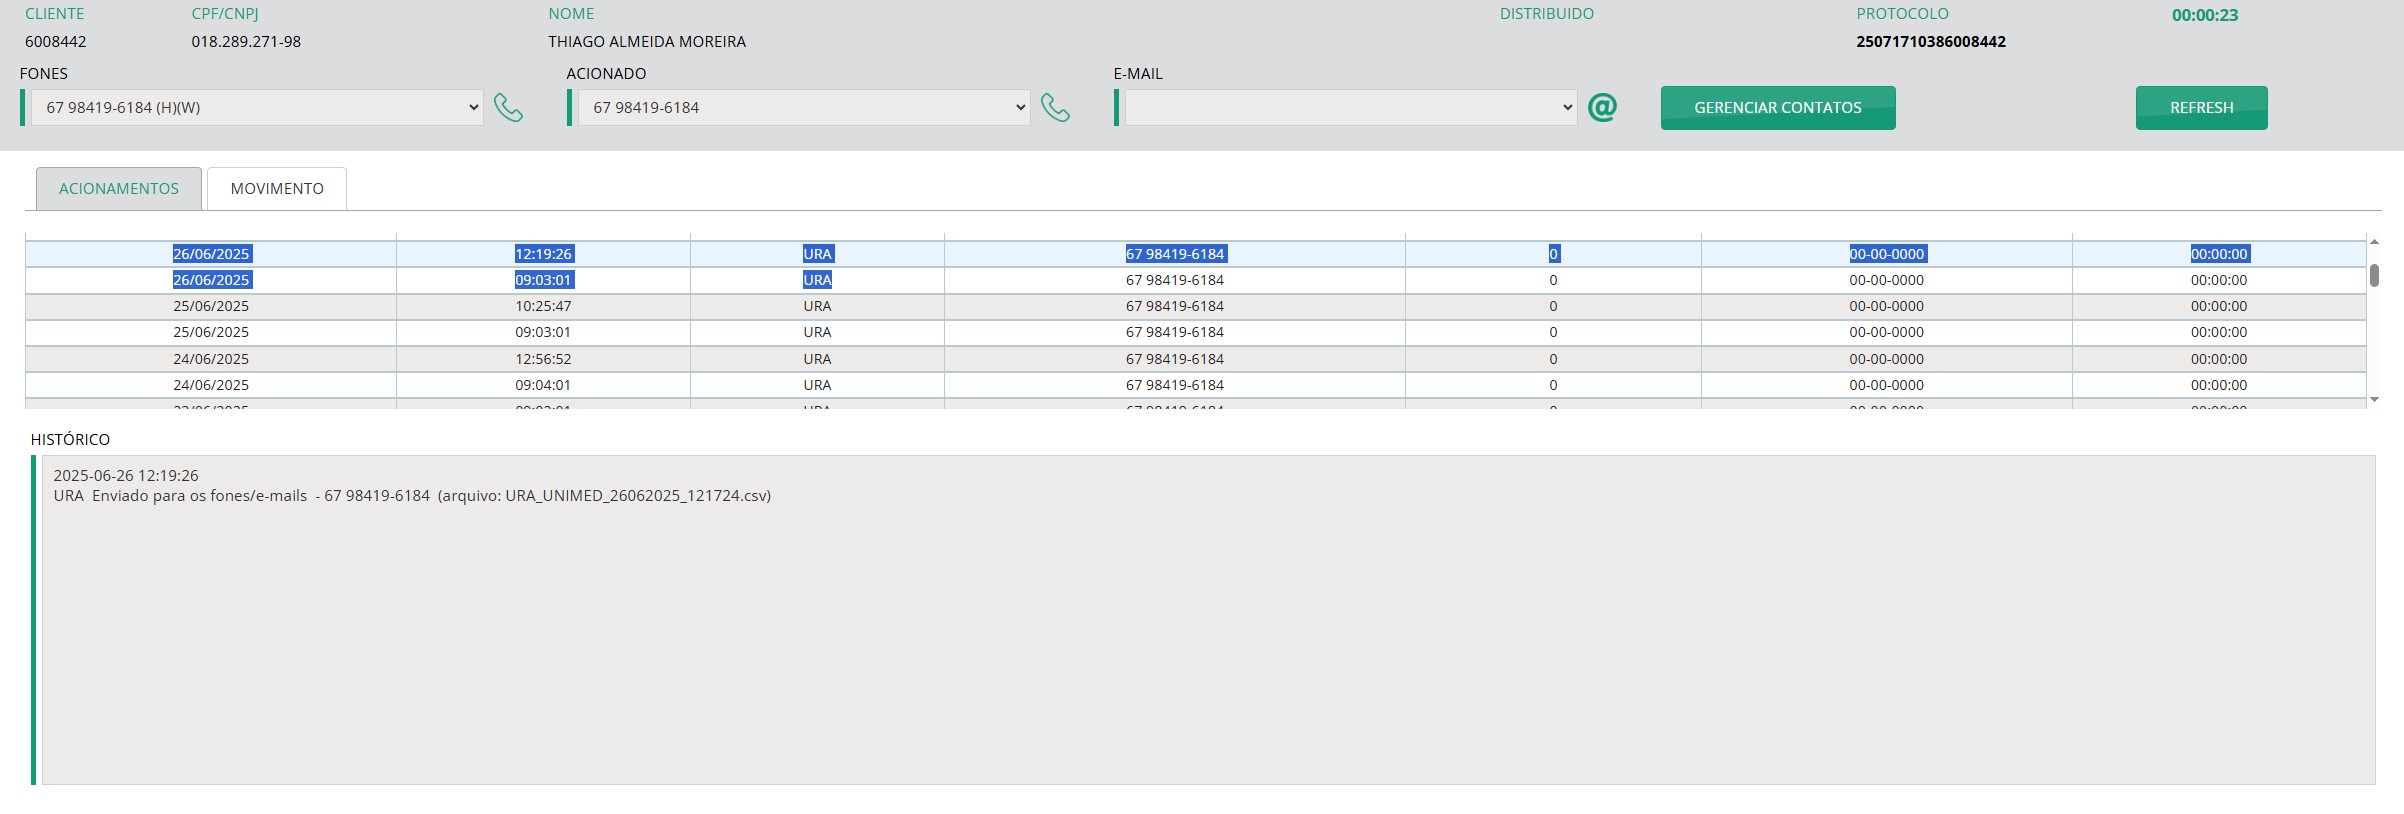 CLIENTE CPF/CNPJ NOME DISTRIBUIDO PROTOCOLO 00:00:23
6008442 018.289.271-98 THIAGO ALMEIDA MOREIRA 25071710386008442
FONES ACIONADO E-MAIL
67 98419-6184 (H)(W) 67 98419-6184 @ GERENCIAR CONTATOS REFRESH
ACIONAMENTOS MOVIMENTO
26/06/2025 12:19:26 URA 67 98419-6184 0 00-00-0000 00:00:00
26/06/2025 09:03:01 URA 67 98419-6184 0 00-00-0000 00:00:00
25/06/2025 10:25:47 URA 67 98419-6184 0 00-00-0000 00:00:00
25/06/2025 09:03:01 URA 67 98419-6184 0 00-00-0000 00:00:00
24/06/2025 12:56:52 URA 67 98419-6184 0 00-00-0000 00:00:00
24/06/2025 09:04:01 URA 67 98419-6184 0 00-00-0000 00:00:00
HISTÓRICO
2025-06-26 12:19:26
URA Enviado para os fones/e-mails - 67 98419-6184 (arquivo: URA_UNIMED_26062025_121724.csv)